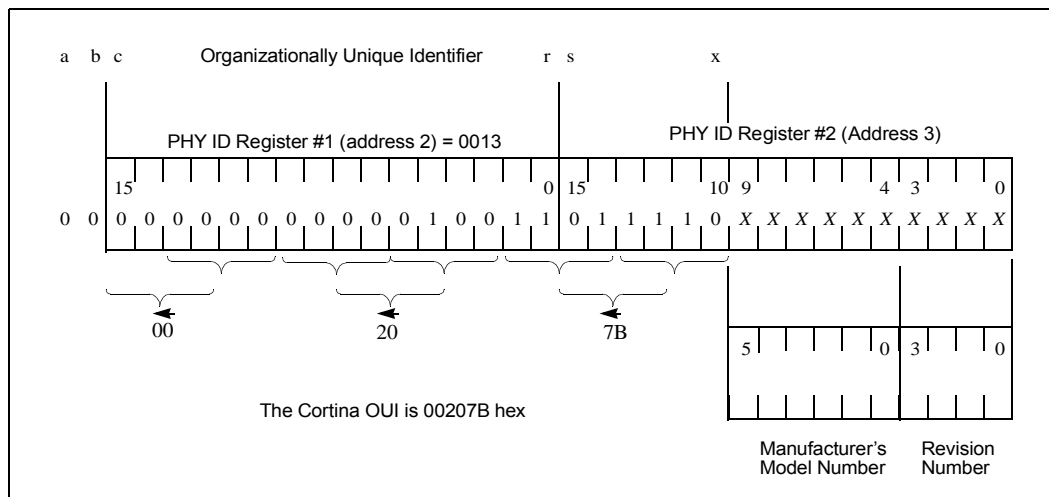 a b c Organizationally Unique Identifier r s x
PHY ID Register #1 (address 2) = 0013 PHY ID Register #2 (Address 3)
15 0 15 10 9 4 3 0
0 0 0 0 0 0 0 0 0 0 0 0 0 1 0 0 1 1 0 1 1 1 1 0 X X X X X X X X X X
00 20 7B
5 0 3 0
The Cortina OUI is 00207B hex
Manufacturer's Revision
Model Number Number